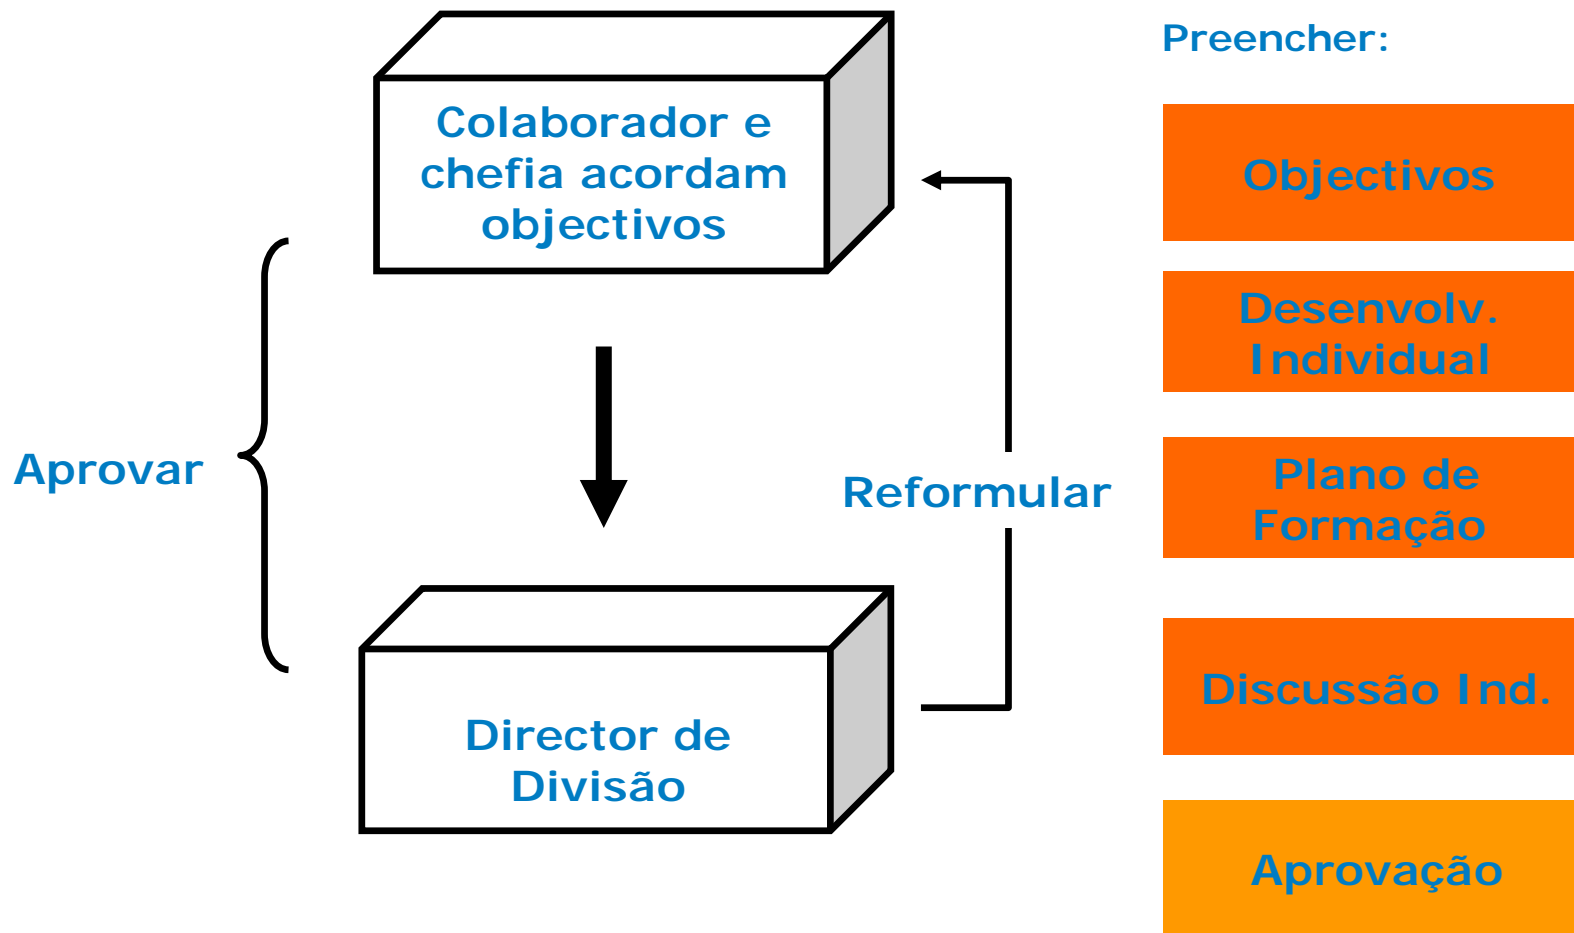 Preencher:
Colaborador e
chefia acordam
objectivos
Aprovar
Reformular
Director de
Divisão
Objectivos
Desenvolv.
Individual
Plano de
Formação
Discussão Ind.
Aprovação